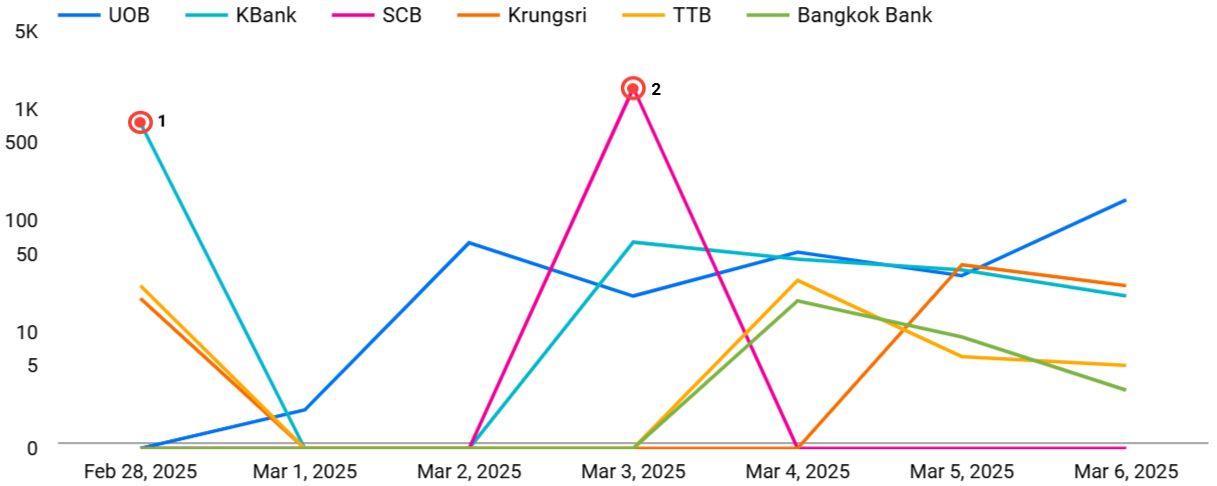 UOB KBank SCB Krungsri TTB Bangkok Bank
5K
1K
500
100
50
10
5
0
1
2
Feb 28, 2025 Mar 1, 2025 Mar 2, 2025 Mar 3, 2025 Mar 4, 2025 Mar 5, 2025 Mar 6, 2025